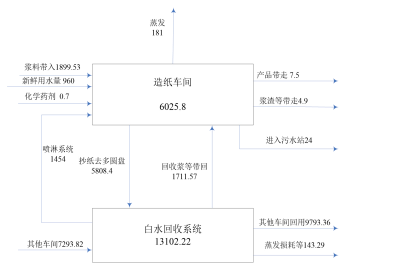 蒸发
181
浆料带入1899.53
新鲜用水量 960
化学药剂 0.7
造纸车间
6025.8
产品带走 7.5
浆渣等带走4.9
进入污水站24
喷淋系统
1454
抄纸去多圆盘
5808.4
回收浆等带回
1711.57
白水回收系统
13102.22
其他车间7293.82
其他车间回用9793.36
蒸发损耗等143.29